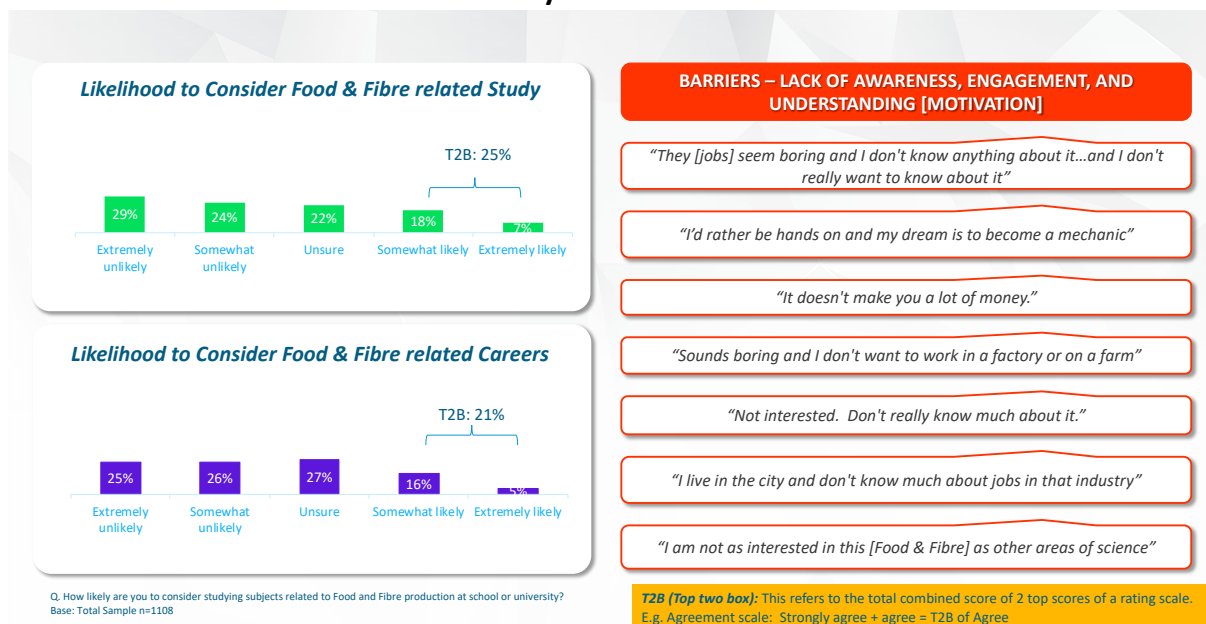 Likelihood to Consider Food & Fibre related Study
T2B: 25%
29%
24%
22%
18%
7%
Extremely
unlikely
Somewhat
unlikely
Unsure
Somewhat likely
Extremely likely
Likelihood to Consider Food & Fibre related Careers
T2B: 21%
25%
26%
27%
16%
5%
Extremely
unlikely
Somewhat
unlikely
Unsure
Somewhat likely
Extremely likely
Q. How likely are you to consider studying subjects related to Food and Fibre production at school or university?
Base: Total Sample n=1108
BARRIERS – LACK OF AWARENESS, ENGAGEMENT, AND
UNDERSTANDING [MOTIVATION]
“They [jobs] seem boring and I don't know anything about it...and I don't
really want to know about it”
“I’d rather be hands on and my dream is to become a mechanic”
“It doesn't make you a lot of money.”
“Sounds boring and I don't want to work in a factory or on a farm”
“Not interested. Don't really know much about it.”
“I live in the city and don't know much about jobs in that industry”
“I am not as interested in this [Food & Fibre] as other areas of science”
T2B (Top two box): This refers to the total combined score of 2 top scores of a rating scale.
E.g. Agreement scale: Strongly agree + agree = T2B of Agree